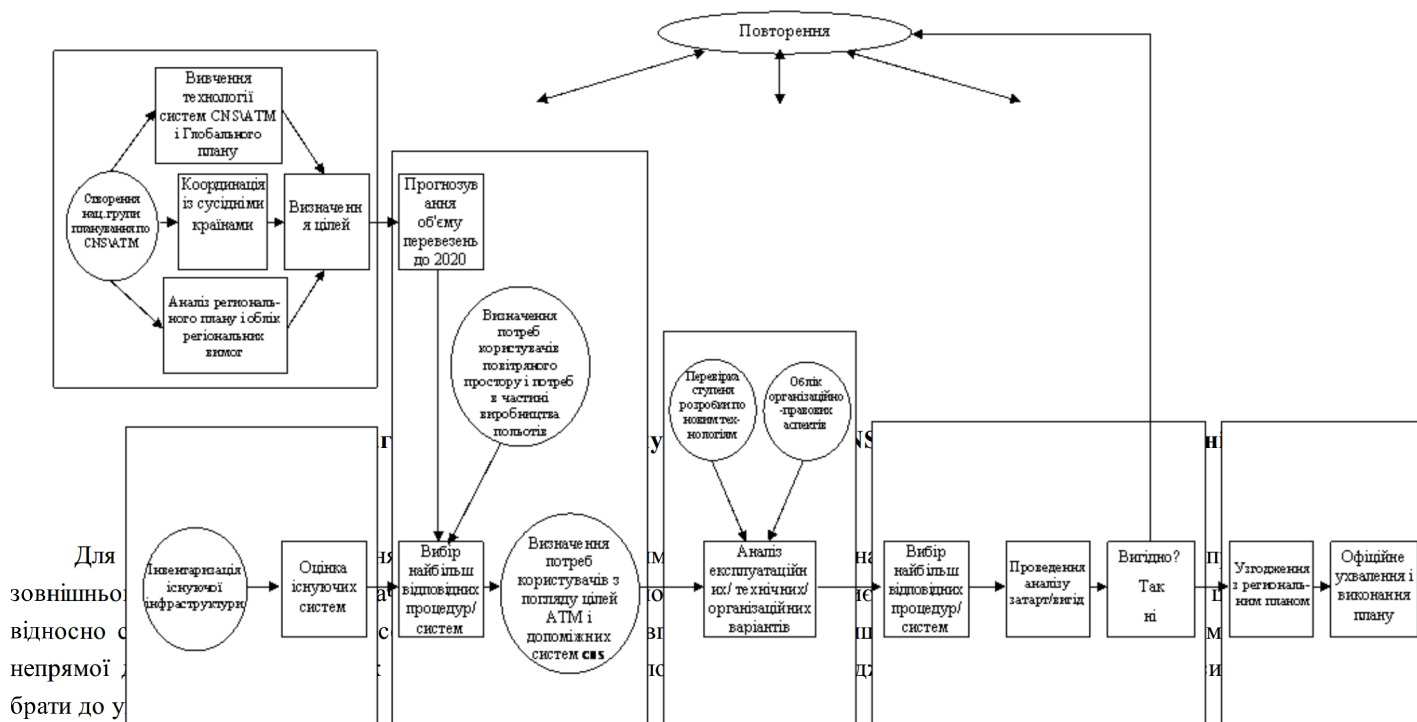 Повторення
Вивчення
технології
систем CNS\ATM
і Глобального
плану
Створення
нац.групи
планування по
CNS\ATM
Координація
із сусідніми
країнами
Визначенн
я цілей
Аналіз регіональ-
ного плану і облік
регіональних
вимог
Прогнозув
ання
об'єму
перевезень
до 2020
Визначення
потреб
користувачів
повітряного
простору і потреб
в частині
виробництва
польотів
Перевірка
ступеня
розробки по
новим тех-
нологіям
Облік
організаційно
-правових
аспектів
NS
Інвентаризація
існуючої
інфраструктури
Оцінка
існуючих
систем
Вибір
найбільш
відповідних
процедур/
систем
Визначення
потреб
користувачів з
погляду цілей
АТМ і
допоміжних
систем CNS
Аналіз
експлуатаційн
их/ технічних/
організаційних
варіантів
Вибір
найбільш
відповідних
процедур/
систем
Проведення
аналізу
затарт/вигід
Вигідно?
Так
ні
Узгодження
з регіональ-
ним планом
Офіційне
ухвалення і
виконання
плану
Для
зовнішньої
відносно с
непрямої д
брати до у